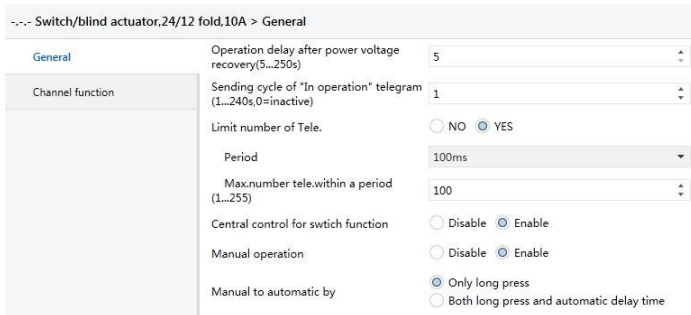 -.-.- Switch/blind actuator,24/12 fold,10A > General
General
Channel function
Operation delay after power voltage
recovery(5...250s)
5
Sending cycle of "In operation" telegram
(1...240s,0=inactive)
1
Limit number of Tele.
NO YES
Period
100ms
Max.number tele.within a period
(1...255)
100
Central control for swtich function
Disable Enable
Manual operation
Disable Enable
Manual to automatic by
Only long press
Both long press and automatic delay time